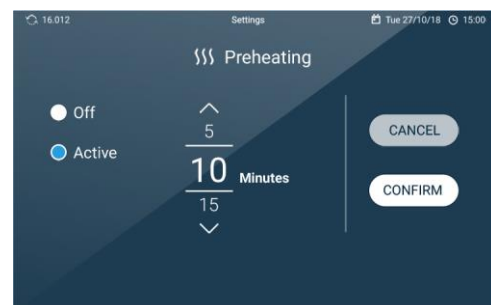 16.012 Settings Tue 27/10/18 15:00
Preheating
Off
Active
5
10 Minutes
15
CANCEL
CONFIRM